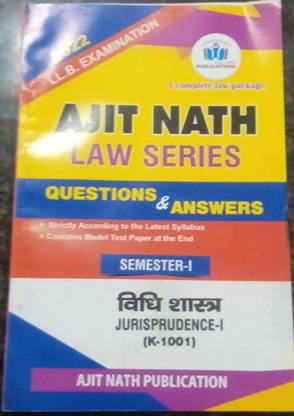 2022
LL.B. EXAMINATION
PUBLICATIONS
A complete law package
AJIT NATH
LAW SERIES
QUESTIONS & ANSWERS
• Strictly According to the Latest Syllabus
• Contains Model Test Paper at the End
SEMESTER-I
विधि शास्त्र
JURISPRUDENCE-I
(K-1001)
AJIT NATH PUBLICATION